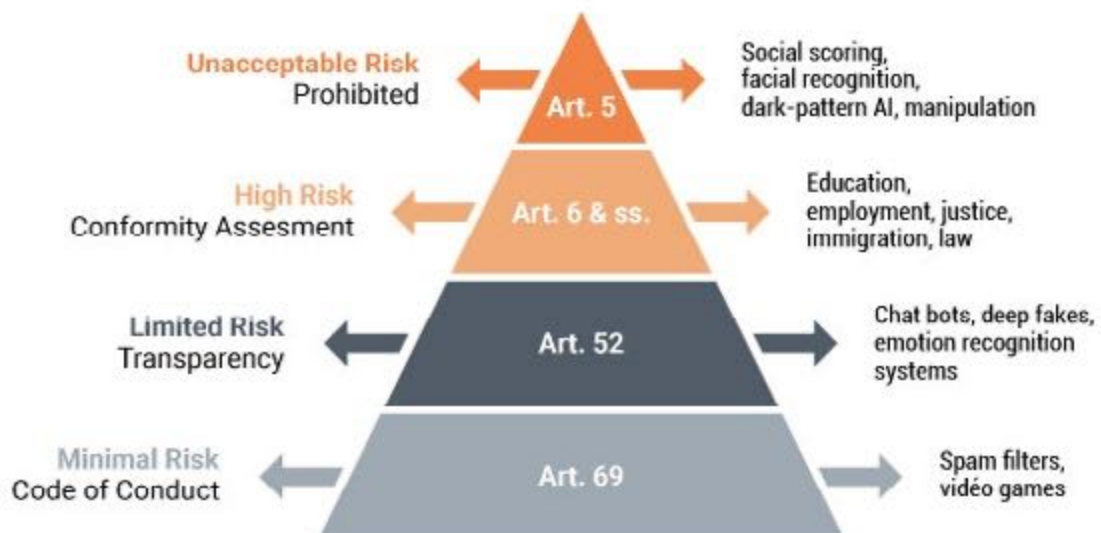 Unacceptable Risk
Prohibited
Art. 5
Social scoring,
facial recognition,
dark-pattern AI, manipulation
High Risk
Conformity Assesment
Art. 6 & ss.
Education,
employment, justice,
immigration, law
Limited Risk
Transparency
Art. 52
Chat bots, deep fakes,
emotion recognition
systems
Minimal Risk
Code of Conduct
Art. 69
Spam filters,
vidéo games